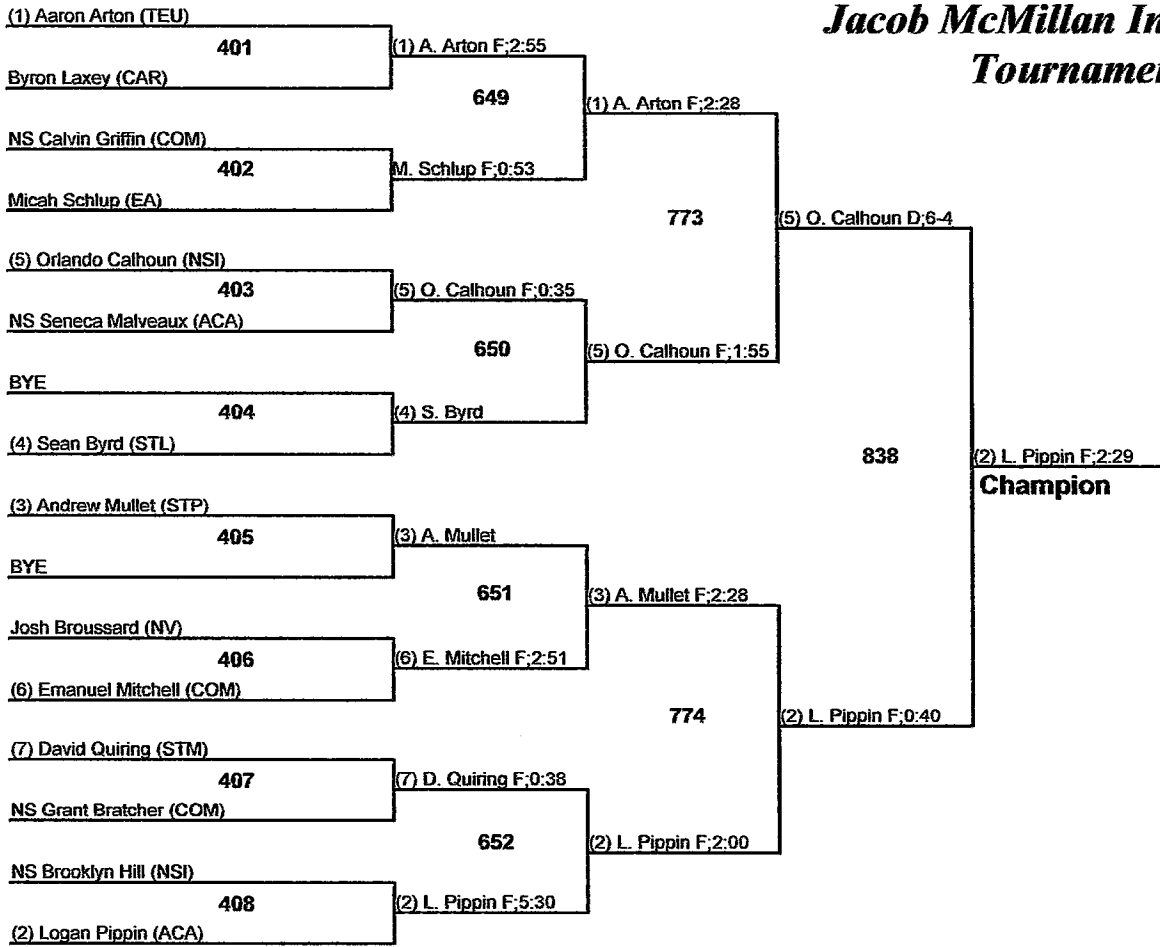 Jacob McMillan In
Tournamen
(1) Aaron Arton (TEU)
401
Byron Laxey (CAR)
(1) A. Arton F;2:55
649
NS Calvin Griffin (COM)
402
Micah Schlup (EA)
M. Schlup F;0:53
(1) A. Arton F;2:28
773
(5) Orlando Calhoun (NSI)
403
NS Seneca Malveaux (ACA)
(5) O. Calhoun F;0:35
650
BYE
404
(4) Sean Byrd (STL)
(4) S. Byrd
(5) O. Calhoun F;1:55
(5) O. Calhoun D;6-4
838
(3) Andrew Mullet (STP)
405
BYE
(3) A. Mullet
651
Josh Broussard (NV)
406
(6) Emanuel Mitchell (COM)
(6) E. Mitchell F;2:51
(3) A. Mullet F;2:28
774
(7) David Quiring (STM)
407
NS Grant Bratcher (COM)
(7) D. Quiring F;0:38
652
NS Brooklyn Hill (NSI)
408
(2) Logan Pippin (ACA)
(2) L. Pippin F;5:30
(2) L. Pippin F;2:00
(2) L. Pippin F;0:40
(2) L. Pippin F;2:29
Champion